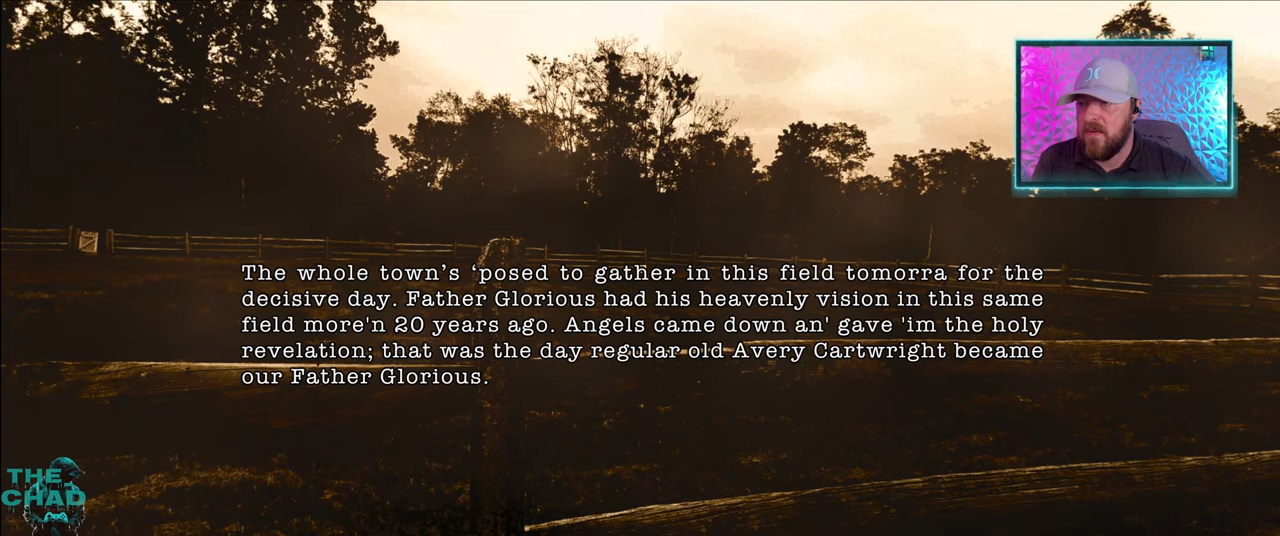 The whole town's 'posed to gather in this field tomorra for the
decisive day. Father Glorious had his heavenly vision in this same
field more'n 20 years ago. Angels came down an' gave 'im the holy
revelation; that was the day regular old Avery Cartwright became
our Father Glorious.
THE
CHAD